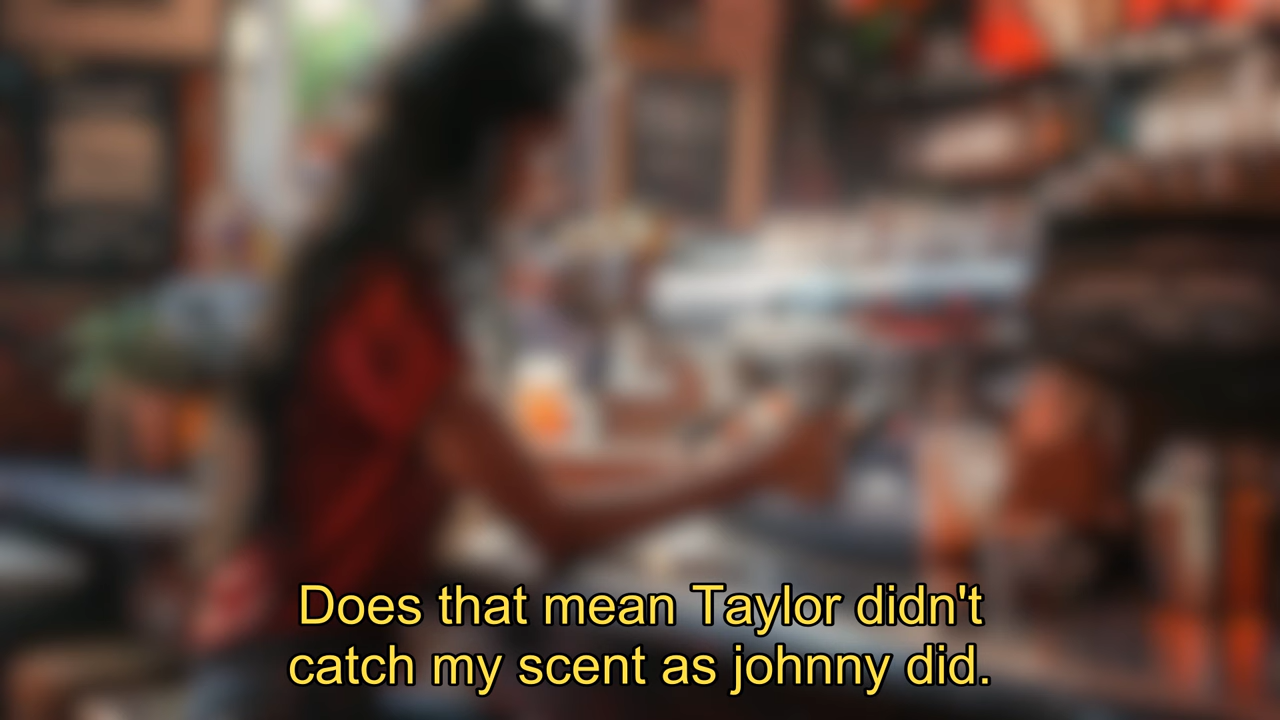 Does that mean Taylor didn't
catch my scent as johnny did.